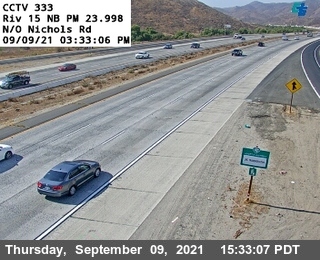 CCTV 333
Riv 15 NB PM 23.998
N/O Nichols Rd
09/09/21 03:33:06 PM
Thursday, September 09, 2021 15:33:07 PDT